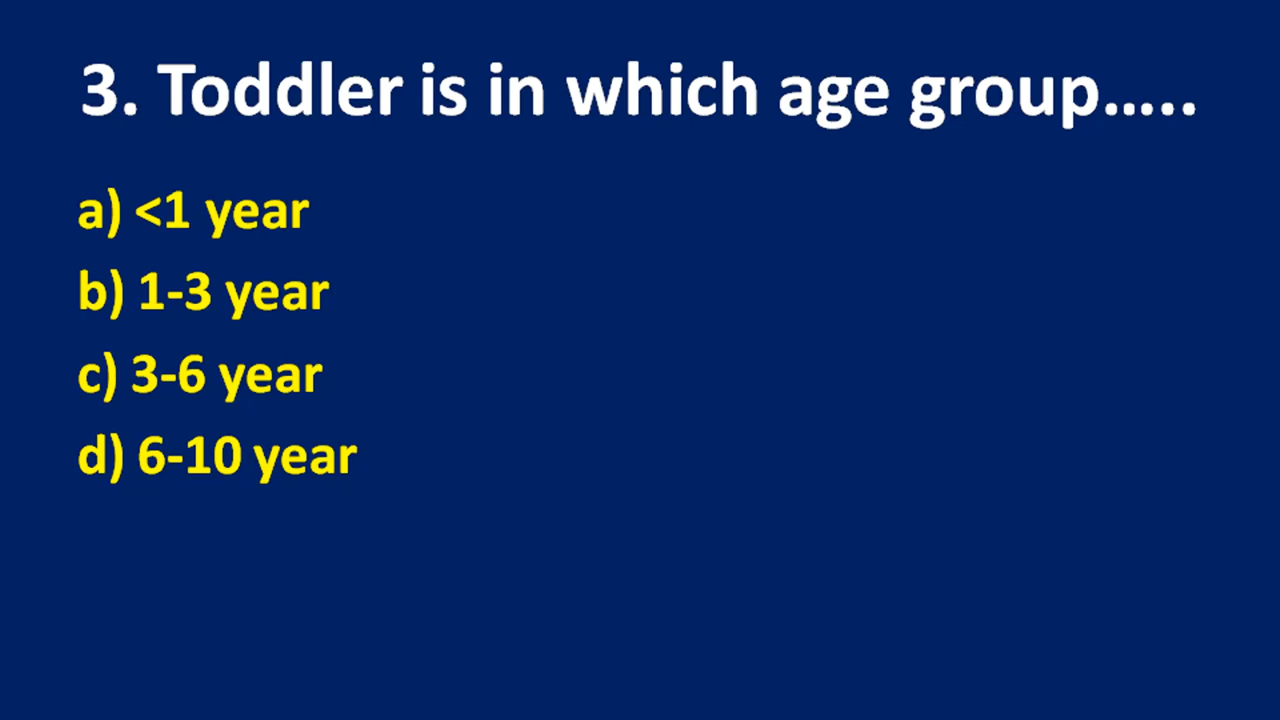 3. Toddler is in which age group.....
a) <1 year
b) 1-3 year
c) 3-6 year
d) 6-10 year